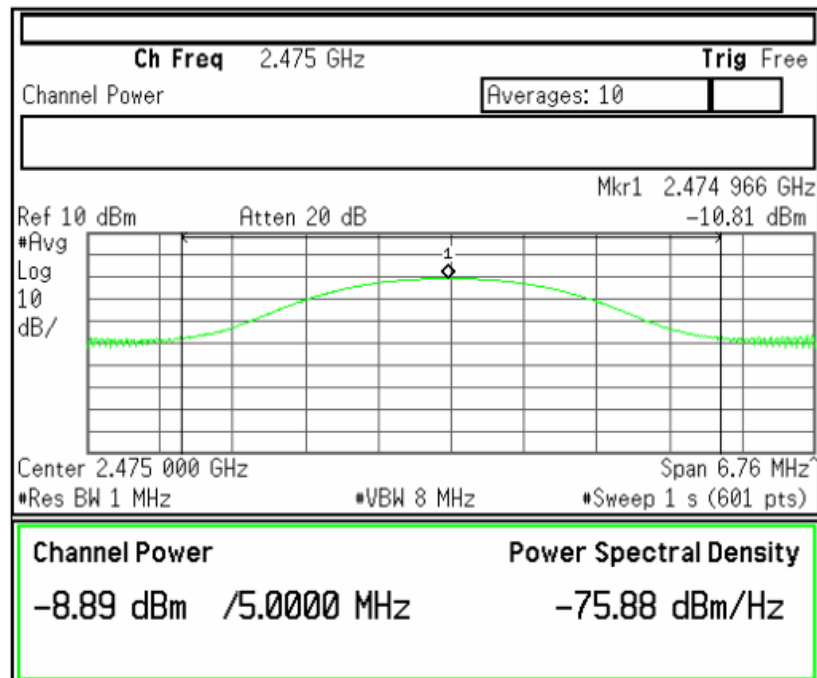 Ch Freq 2.475 GHz Trig Free
Channel Power Averages: 10
Mkr1 2.474 966 GHz
Ref 10 dBm Atten 20 dB -10.81 dBm
#Avg
Log
10
dB/
1
Center 2.475 000 GHz Span 6.76 MHz^
#Res BW 1 MHz #VBW 8 MHz #Sweep 1 s (601 pts)
Channel Power Power Spectral Density
-8.89 dBm /5.0000 MHz -75.88 dBm/Hz